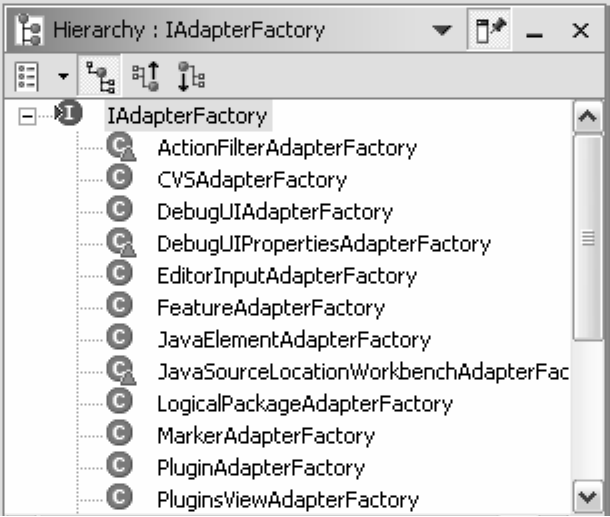 Hierarchy : IAdapterFactory
IAdapterFactory
ActionFilterAdapterFactory
CVSAdapterFactory
DebugUIAdapterFactory
DebugUIPropertiesAdapterFactory
EditorInputAdapterFactory
FeatureAdapterFactory
JavaElementAdapterFactory
JavaSourceLocationWorkbenchAdapterFac
LogicalPackageAdapterFactory
MarkerAdapterFactory
PluginAdapterFactory
PluginsViewAdapterFactory